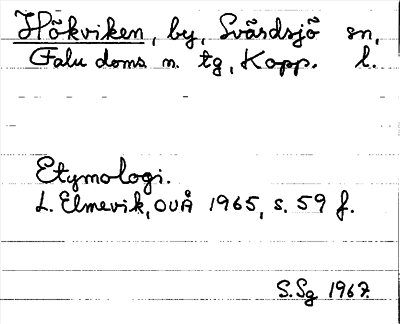 Hökviken, by, Svärdsjö sn,
Falu doms. n. tg, Kopp. l.
Etymologi.
L. Elmevik, OUÅ 1965, s. 59 f.
S.Sg 1967.